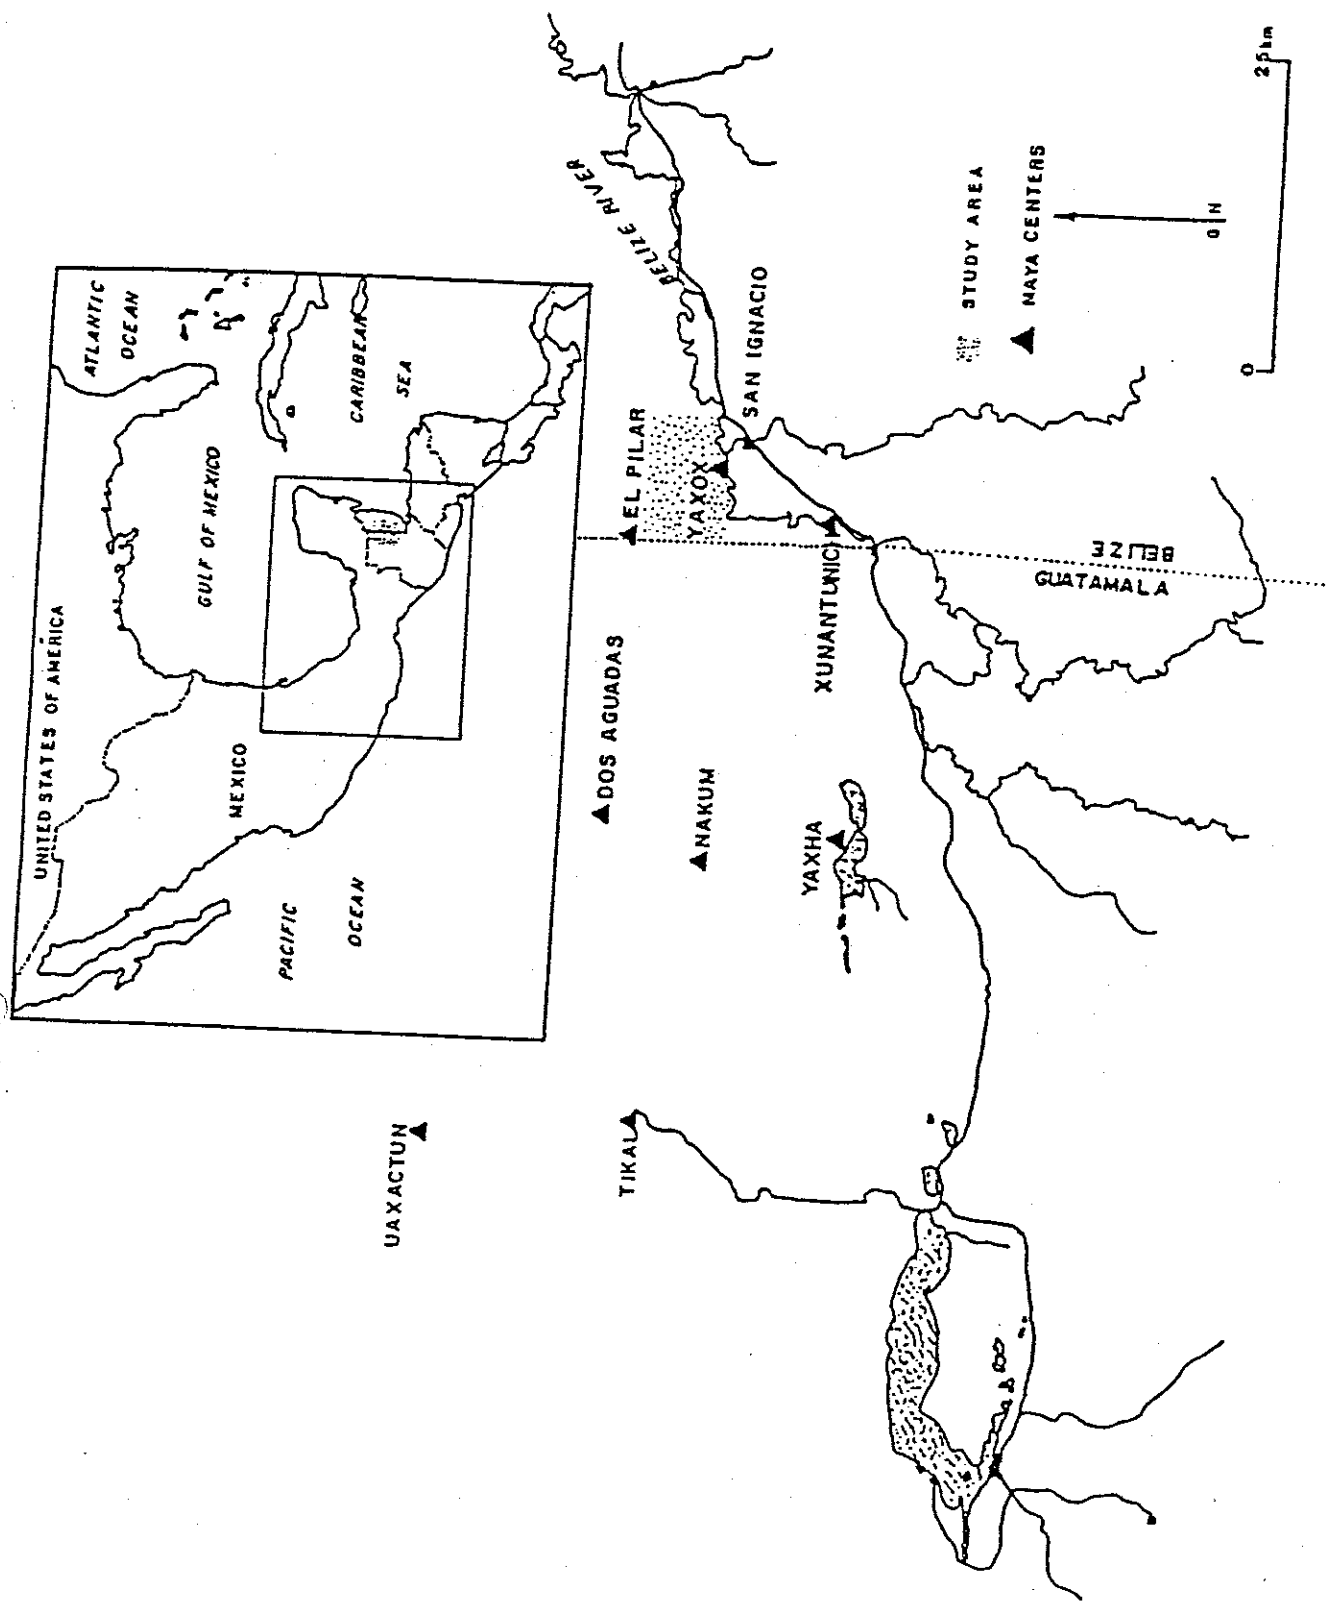 UNITED STATES OF AMERICA
ATLANTIC
OCEAN
GULF OF MEXICO
MEXICO
CARIBBEAN
SEA
PACIFIC
OCEAN
UAXACTUN
TIKAL
DOS AGUADAS
NAKUM
YAXHA
EL PILAR
YAXOX
BELIZE RIVER
SAN IGNACIO
XUNANTUNICH
GUATAMALA
BELIZE
STUDY AREA
MAYA CENTERS
G N
0 25km